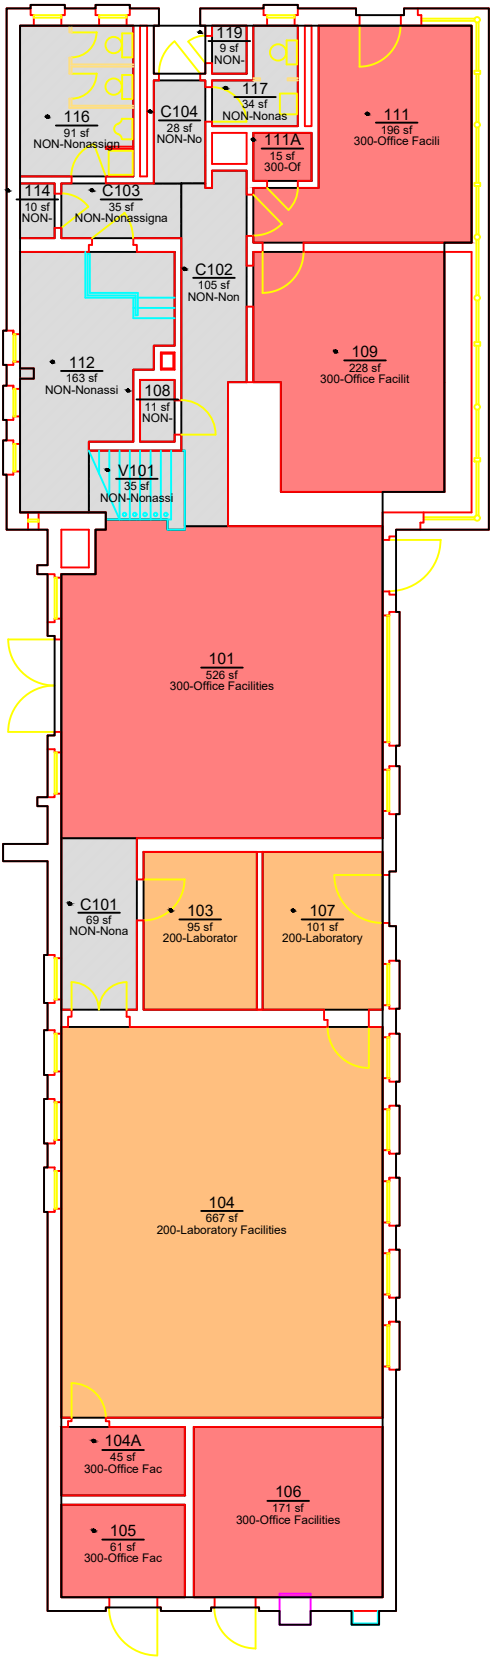 119
9 sf
NON-
116
91 sf
NON-Nonassign
C104
28 sf
NON-No
117
34 sf
NON-Nonas
111
196 sf
300-Office Facili
111A
15 sf
300-Of
114
10 sf
NON-
C103
35 sf
NON-Nonassigna
C102
105 sf
NON-Non
112
163 sf
NON-Nonassi
109
228 sf
300-Office Facilit
108
11 sf
NON-
V101
35 sf
NON-Nonassi
101
526 sf
300-Office Facilities
C101
69 sf
NON-Nona
103
95 sf
200-Laborator
107
101 sf
200-Laboratory
104
667 sf
200-Laboratory Facilities
104A
45 sf
300-Office Fac
106
171 sf
300-Office Facilities
105
61 sf
300-Office Fac